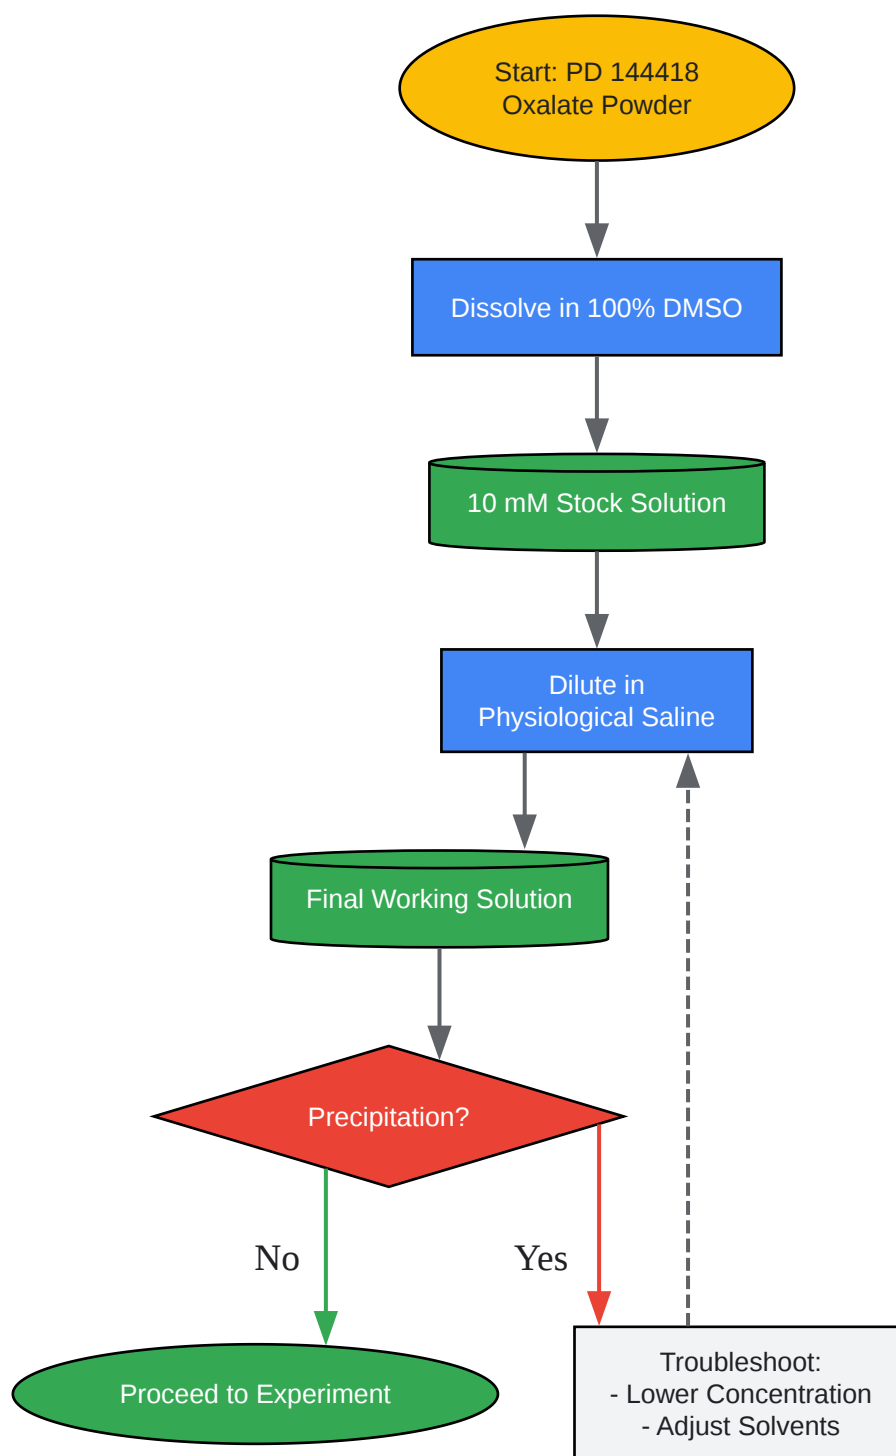 Start: PD 144418
Oxalate Powder
Dissolve in 100% DMSO
10 mM Stock Solution
Dilute in
Physiological Saline
Final Working Solution
Precipitation?
No
Yes
Proceed to Experiment
Troubleshoot:
- Lower Concentration
- Adjust Solvents